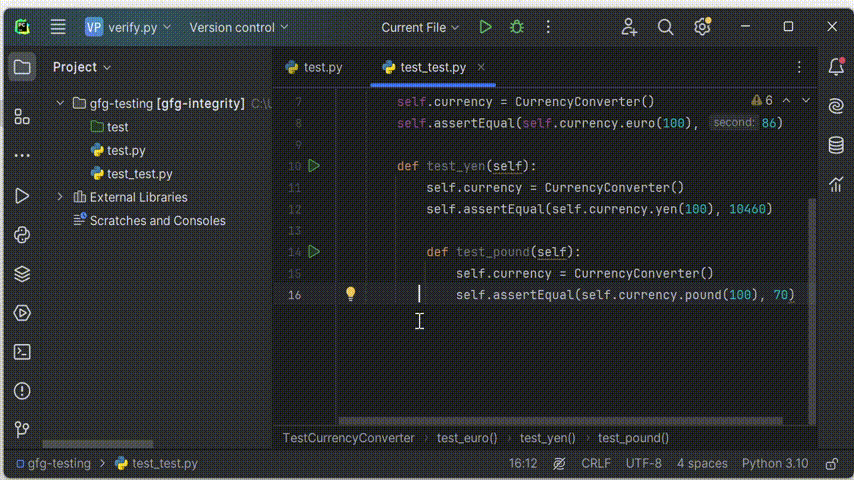 PC VP verify.py Version control Current File
Project test.py test_test.py
gfg-testing [gfg-integrity] C:\U
test
test.py
test_test.py
External Libraries
Scratches and Consoles
6
7 self.currency = CurrencyConverter()
8 self.assertEqual(self.currency.euro(100), second: 86)
9
10 def test_yen(self):
11 self.currency = CurrencyConverter()
12 self.assertEqual(self.currency.yen(100), 10460)
13
14 def test_pound(self):
15 self.currency = CurrencyConverter()
16 self.assertEqual(self.currency.pound(100), 70)
TestCurrencyConverter test_euro() test_yen() test_pound()
gfg-testing test_test.py 16:12 CRLF UTF-8 4 spaces Python 3.10